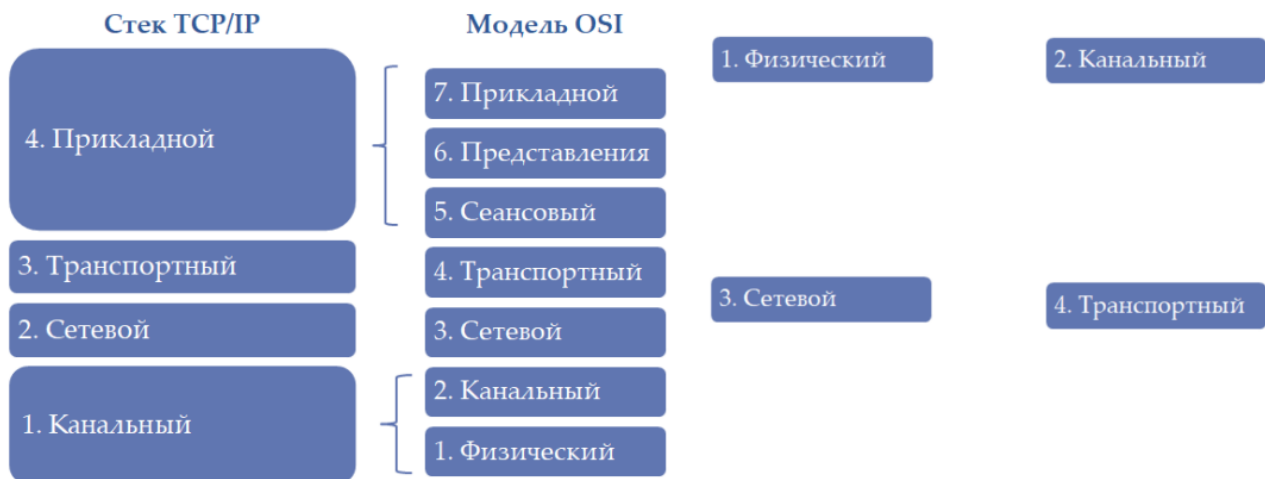 Стек TCP/IP
4. Прикладной
3. Транспортный
2. Сетевой
1. Канальный
Модель OSI
7. Прикладной
6. Представления
5. Сеансовый
4. Транспортный
3. Сетевой
2. Канальный
1. Физический
1. Физический
2. Канальный
3. Сетевой
4. Транспортный